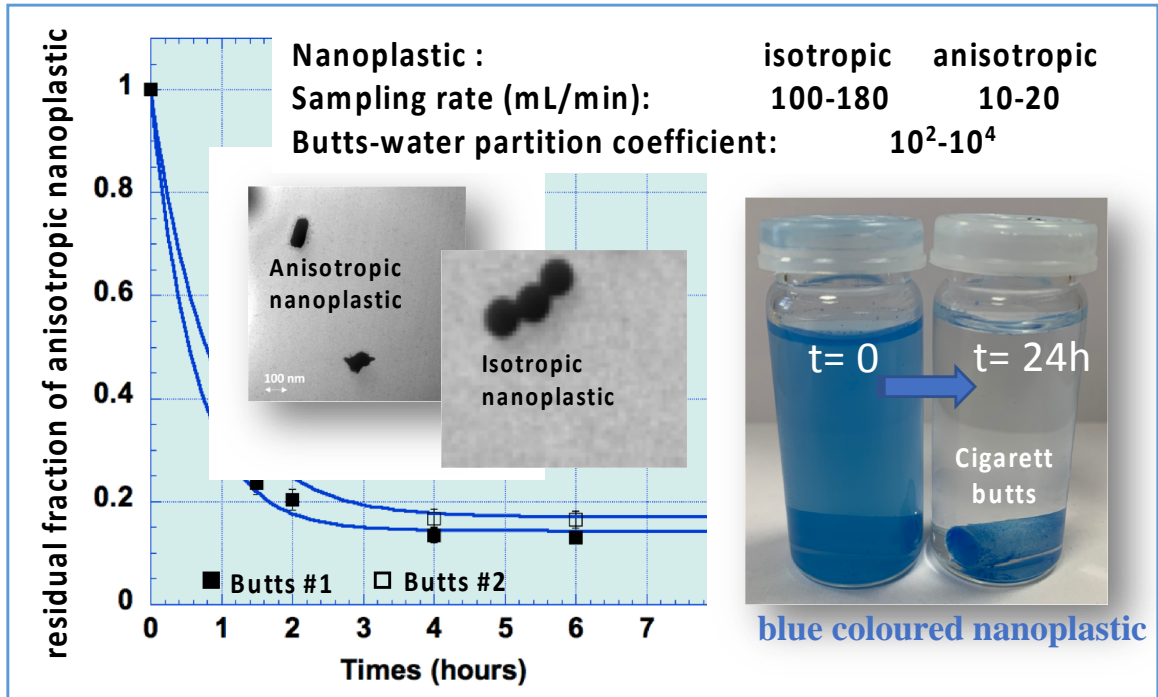 Nanoplastic : isotropic anisotropic
Sampling rate (mL/min): 100-180 10-20
Butts-water partition coefficient: 10²-10⁴
residual fraction of anisotropic nanoplastic
1
0.8
0.6
0.4
0.2
0
Anisotropic
nanoplastic
100 nm
Isotropic
nanoplastic
Butts #1 Butts #2
0 1 2 3 4 5 6 7
Times (hours)
t= 0 t= 24h
Cigarett
butts
blue coloured nanoplastic